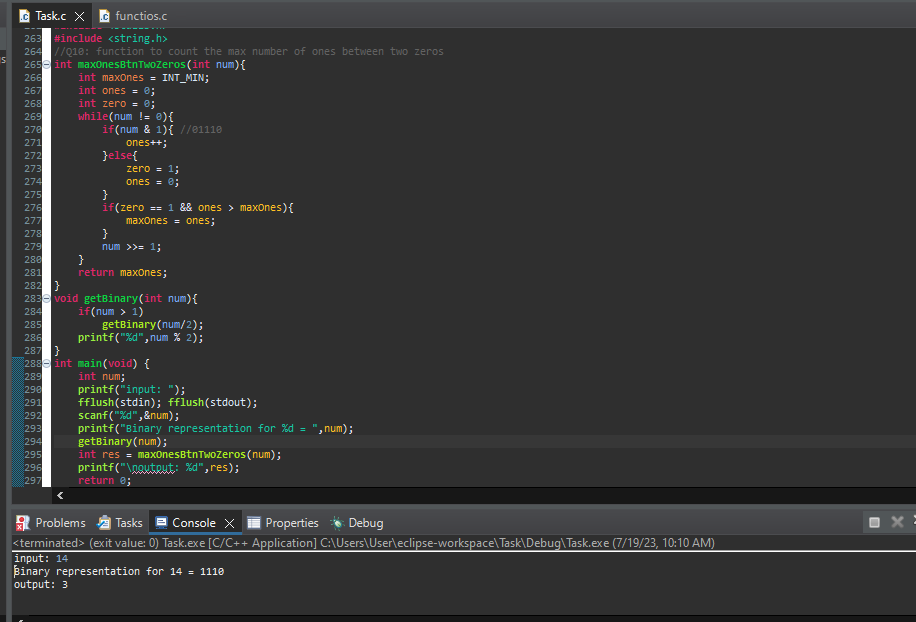 Task.c functios.c
263 #include <string.h>
264 //Q10: function to count the max number of ones between two zeros
265 int maxOnesBtnTwoZeros(int num){
266 int maxOnes = INT_MIN;
267 int ones = 0;
268 int zero = 0;
269 while(num != 0){
270 if(num & 1){ //01110
271 ones++;
272 }else{
273 zero = 1;
274 ones = 0;
275 }
276 if(zero == 1 && ones > maxOnes){
277 maxOnes = ones;
278 }
279 num >>= 1;
280 }
281 return maxOnes;
282 }
283 void getBinary(int num){
284 if(num > 1)
285 getBinary(num/2);
286 printf("%d",num % 2);
287 }
288 int main(void) {
289 int num;
290 printf("input: ");
291 fflush(stdin); fflush(stdout);
292 scanf("%d",&num);
293 printf("Binary representation for %d = ",num);
294 getBinary(num);
295 int res = maxOnesBtnTwoZeros(num);
296 printf("\noutput: %d",res);
297 return 0;
Problems Tasks Console Properties Debug
<terminated> (exit value: 0) Task.exe [C/C++ Application] C:\Users\User\eclipse-workspace\Task\Debug\Task.exe (7/19/23, 10:10 AM)
input: 14
Binary representation for 14 = 1110
output: 3